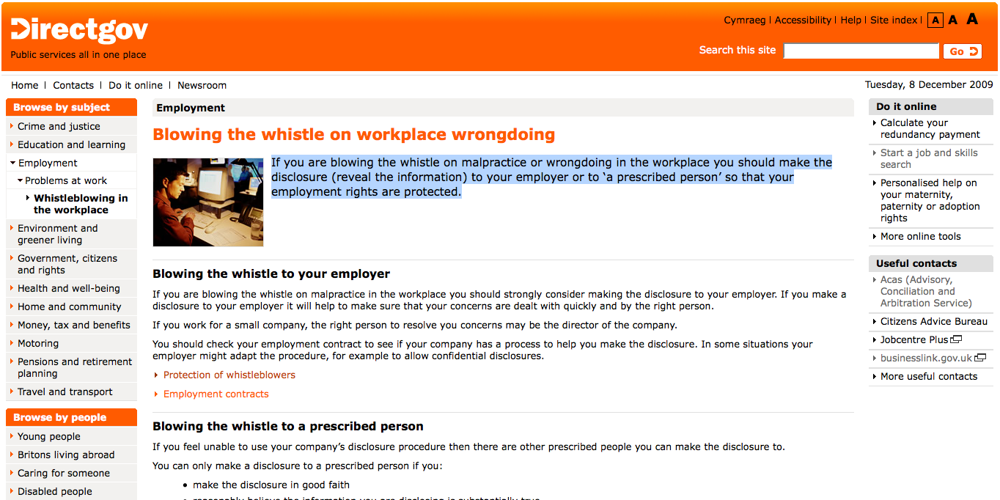 Directgov
Public services all in one place
Cymraeg | Accessibility | Help | Site index | A A A
Search this site
Go
Home | Contacts | Do it online | Newsroom
Tuesday, 8 December 2009
Browse by subject
Crime and justice
Education and learning
Employment
Problems at work
Whistleblowing in
the workplace
Environment and
greener living
Government, citizens
and rights
Health and well-being
Home and community
Money, tax and benefits
Motoring
Pensions and retirement
planning
Travel and transport
Browse by people
Young people
Britons living abroad
Caring for someone
Disabled people
Employment
Blowing the whistle on workplace wrongdoing
If you are blowing the whistle on malpractice or wrongdoing in the workplace you should make the
disclosure (reveal the information) to your employer or to ‘a prescribed person’ so that your
employment rights are protected.
Blowing the whistle to your employer
If you are blowing the whistle on malpractice in the workplace you should strongly consider making the disclosure to your employer. If you make a
disclosure to your employer it will help to make sure that your concerns are dealt with quickly and by the right person.
If you work for a small company, the right person to resolve you concerns may be the director of the company.
You should check your employment contract to see if your company has a process to help you make the disclosure. In some situations your
employer might adapt the procedure, for example to allow confidential disclosures.
Protection of whistleblowers
Employment contracts
Blowing the whistle to a prescribed person
If you feel unable to use your company’s disclosure procedure then there are other prescribed people you can make the disclosure to.
You can only make a disclosure to a prescribed person if you:
• make the disclosure in good faith
• reasonably believe the information you are disclosing is substantially true
Do it online
Calculate your
redundancy payment
Start a job and skills
search
Personalised help on
your maternity,
paternity or adoption
rights
More online tools
Useful contacts
Acas (Advisory,
Conciliation and
Arbitration Service)
Citizens Advice Bureau
Jobcentre Plus
businesslink.gov.uk
More useful contacts